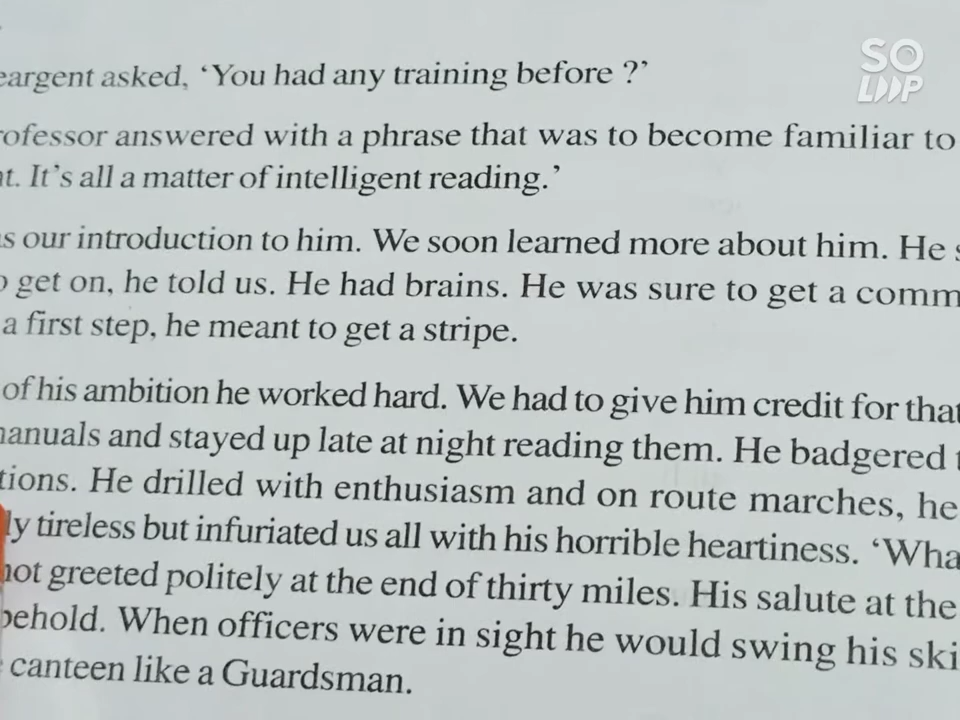 SO
LOOP
eargent asked, ‘You had any training before ?’
rofessor answered with a phrase that was to become familiar to
nt. It’s all a matter of intelligent reading.’
as our introduction to him. We soon learned more about him. He s
o get on, he told us. He had brains. He was sure to get a comm
a first step, he meant to get a stripe.
of his ambition he worked hard. We had to give him credit for that
manuals and stayed up late at night reading them. He badgered t
tions. He drilled with enthusiasm and on route marches, he
ly tireless but infuriated us all with his horrible heartiness. ‘Wha
not greeted politely at the end of thirty miles. His salute at the
behold. When officers were in sight he would swing his ski
canteen like a Guardsman.